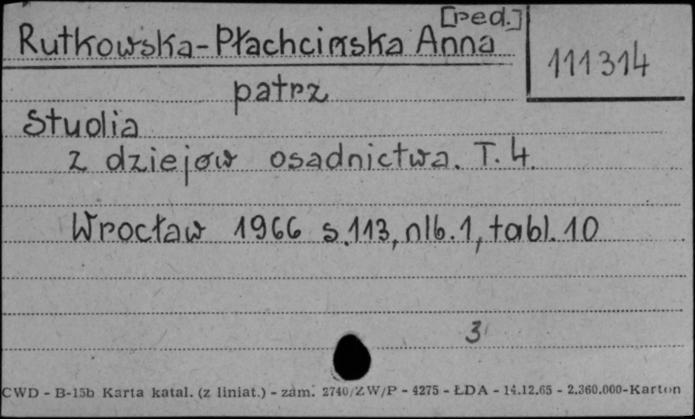 [red.]
Rutkowska-Płachcińska Anna
111314
patrz
Studia
z dziejów osadnictwa. T. 4.
Wrocław 1966 s.113, nlb.1, tabl.10
3
CWD - B-15b Karta katal. (z liniat.) - zam. 2740/ZW/P - 4275 - ŁDA - 14.12.65 - 2.360.000-Karton